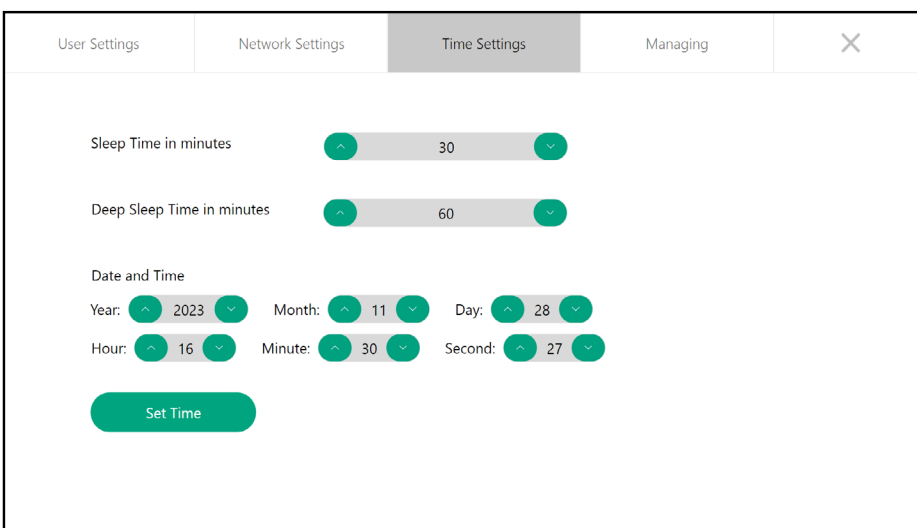 User Settings Network Settings Time Settings Managing
Sleep Time in minutes 30
Deep Sleep Time in minutes 60
Date and Time
Year: 2023 Month: 11 Day: 28
Hour: 16 Minute: 30 Second: 27
Set Time